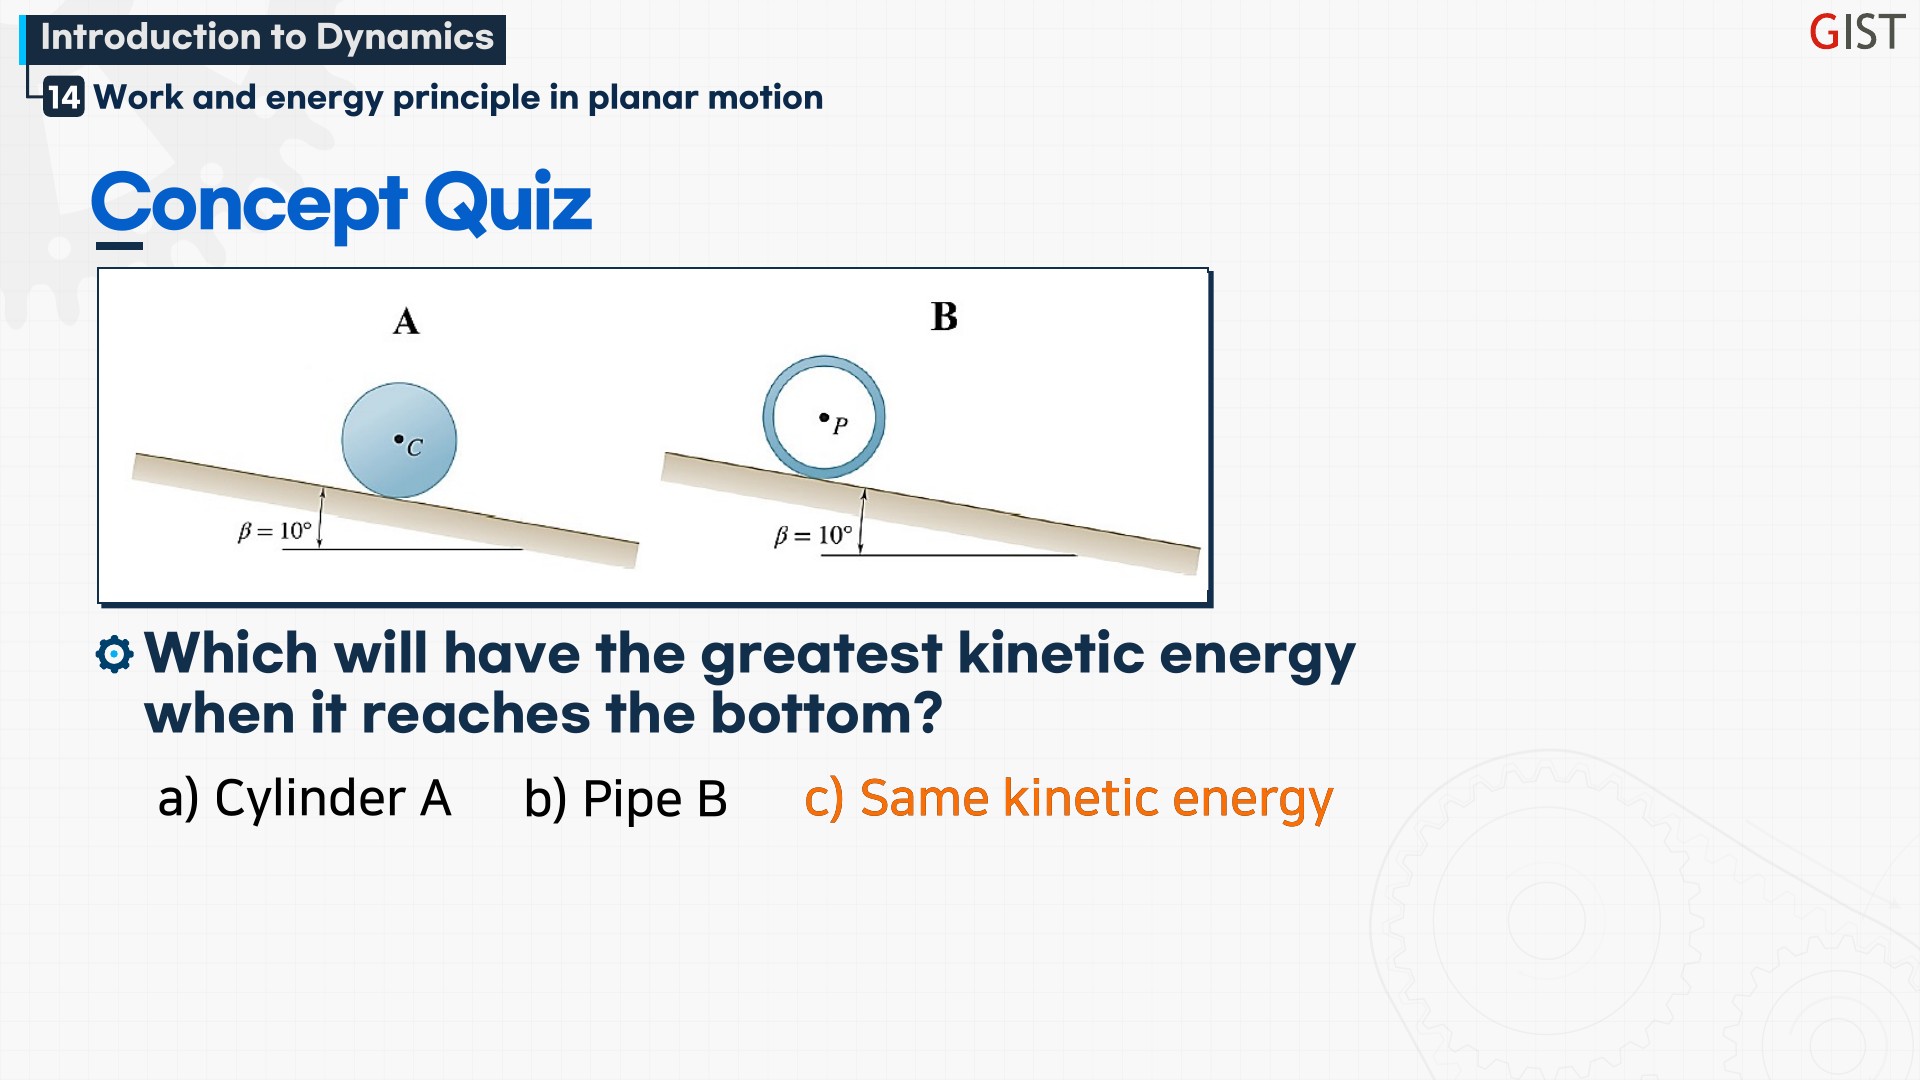 Introduction to Dynamics
GIST
14 Work and energy principle in planar motion
Concept Quiz
A
B
C
P
β = 10°
β = 10°
Which will have the greatest kinetic energy
when it reaches the bottom?
a) Cylinder A b) Pipe B c) Same kinetic energy